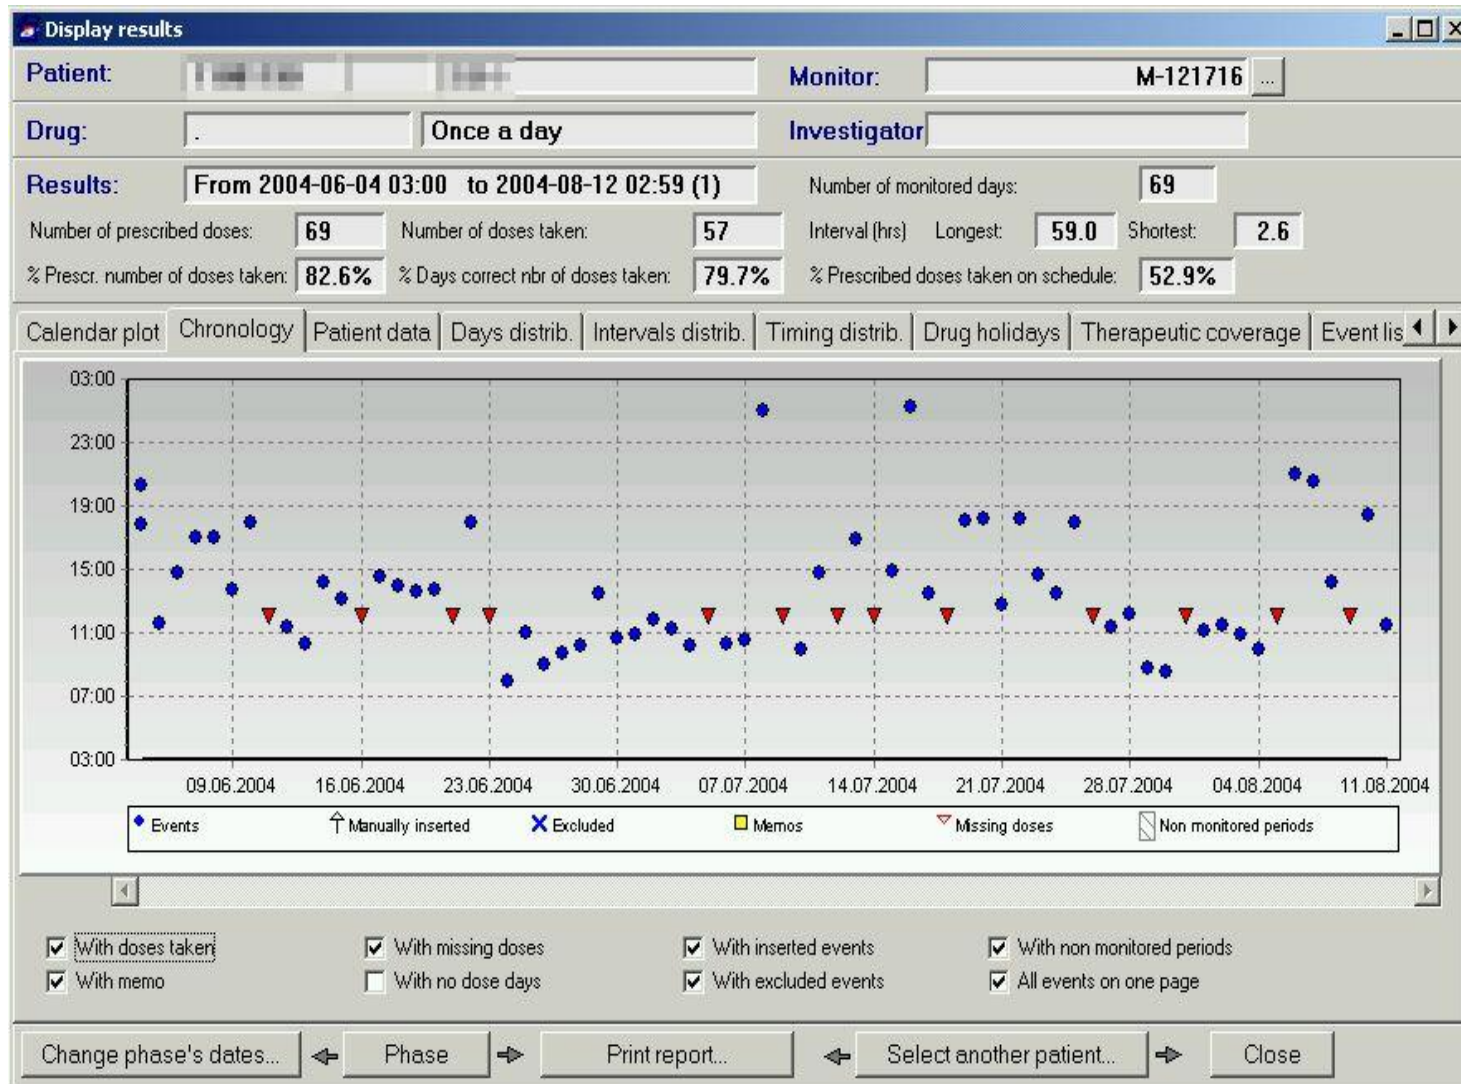 Display results
Patient: Monitor: M-121716 ...
Drug: . Once a day Investigator
Results: From 2004-06-04 03:00 to 2004-08-12 02:59 (1) Number of monitored days: 69
Number of prescribed doses: 69 Number of doses taken: 57 Interval (hrs) Longest: 59.0 Shortest: 2.6
% Prescr. number of doses taken: 82.6% % Days correct nbr of doses taken: 79.7% % Prescribed doses taken on schedule: 52.9%
Calendar plot Chronology Patient data Days distrib. Intervals distrib. Timing distrib. Drug holidays Therapeutic coverage Event lis
03:00
23:00
19:00
15:00
11:00
07:00
03:00
09.06.2004 16.06.2004 23.06.2004 30.06.2004 07.07.2004 14.07.2004 21.07.2004 28.07.2004 04.08.2004 11.08.2004
Events Manually inserted Excluded Memos Missing doses Non monitored periods
With doses taken With missing doses With inserted events With non monitored periods
With memo With no dose days With excluded events All events on one page
Change phase's dates... Phase Print report... Select another patient... Close